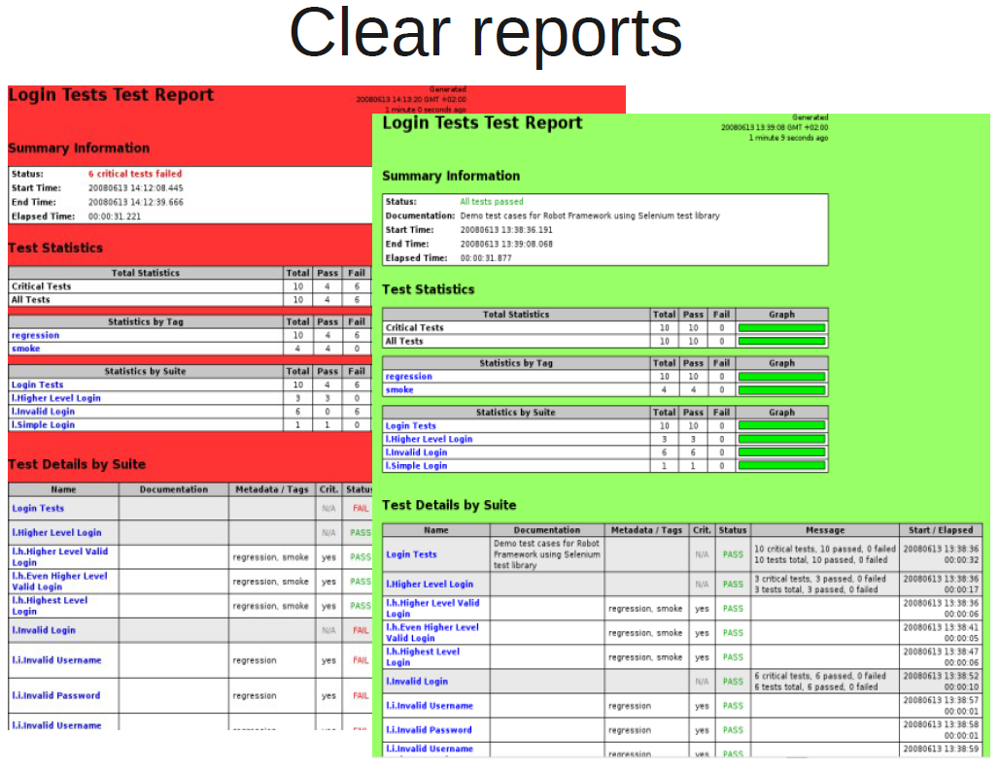 Clear reports
Login Tests Test Report
Generated
20080613 14:13:20 GMT +02:00
1 minute 0 seconds ago
Summary Information
Status: 6 critical tests failed
Start Time: 20080613 14:12:08.445
End Time: 20080613 14:12:39.666
Elapsed Time: 00:00:31.221
Test Statistics
Total Statistics Total Pass Fail
Critical Tests 10 4 6
All Tests 10 4 6
Statistics by Tag Total Pass Fail
regression 10 4 6
smoke 4 4 0
Statistics by Suite Total Pass Fail
Login Tests 10 4 6
l.Higher Level Login 3 3 0
l.Invalid Login 6 0 6
l.Simple Login 1 1 0
Test Details by Suite
Name Documentation Metadata / Tags Crit. Status
Login Tests N/A FAIL
l.Higher Level Login N/A PASS
l.h.Higher Level Valid
Login regression, smoke yes PASS
l.h.Even Higher Level
Valid Login regression, smoke yes PASS
l.h.Highest Level
Login regression, smoke yes PASS
l.Invalid Login N/A FAIL
l.i.Invalid Username regression yes FAIL
l.i.Invalid Password regression yes FAIL
l.i.Invalid Username
Login Tests Test Report
Generated
20080613 13:39:08 GMT +02:00
1 minute 9 seconds ago
Summary Information
Status: All tests passed
Documentation: Demo test cases for Robot Framework using Selenium test library
Start Time: 20080613 13:38:36.191
End Time: 20080613 13:39:08.068
Elapsed Time: 00:00:31.877
Test Statistics
Total Statistics Total Pass Fail Graph
Critical Tests 10 10 0
All Tests 10 10 0
Statistics by Tag Total Pass Fail Graph
regression 10 10 0
smoke 4 4 0
Statistics by Suite Total Pass Fail Graph
Login Tests 10 10 0
l.Higher Level Login 3 3 0
l.Invalid Login 6 6 0
l.Simple Login 1 1 0
Test Details by Suite
Name Documentation Metadata / Tags Crit. Status Message Start / Elapsed
Login Tests Demo test cases for Robot Framework using Selenium test library N/A PASS 10 critical tests, 10 passed, 0 failed 20080613 13:38:36
10 tests total, 10 passed, 0 failed 00:00:32
l.Higher Level Login N/A PASS 3 critical tests, 3 passed, 0 failed 20080613 13:38:36
3 tests total, 3 passed, 0 failed 00:00:17
l.h.Higher Level Valid Login regression, smoke yes PASS 20080613 13:38:36
00:00:06
l.h.Even Higher Level Valid Login regression, smoke yes PASS 20080613 13:38:41
00:00:05
l.h.Highest Level Login regression, smoke yes PASS 20080613 13:38:47
00:00:06
l.Invalid Login N/A PASS 6 critical tests, 6 passed, 0 failed 20080613 13:38:52
6 tests total, 6 passed, 0 failed 00:00:10
l.i.Invalid Username regression yes PASS 20080613 13:38:57
00:00:01
l.i.Invalid Password regression yes PASS 20080613 13:38:58
00:00:01
l.i.Invalid Username regression yes PASS 20080613 13:38:59